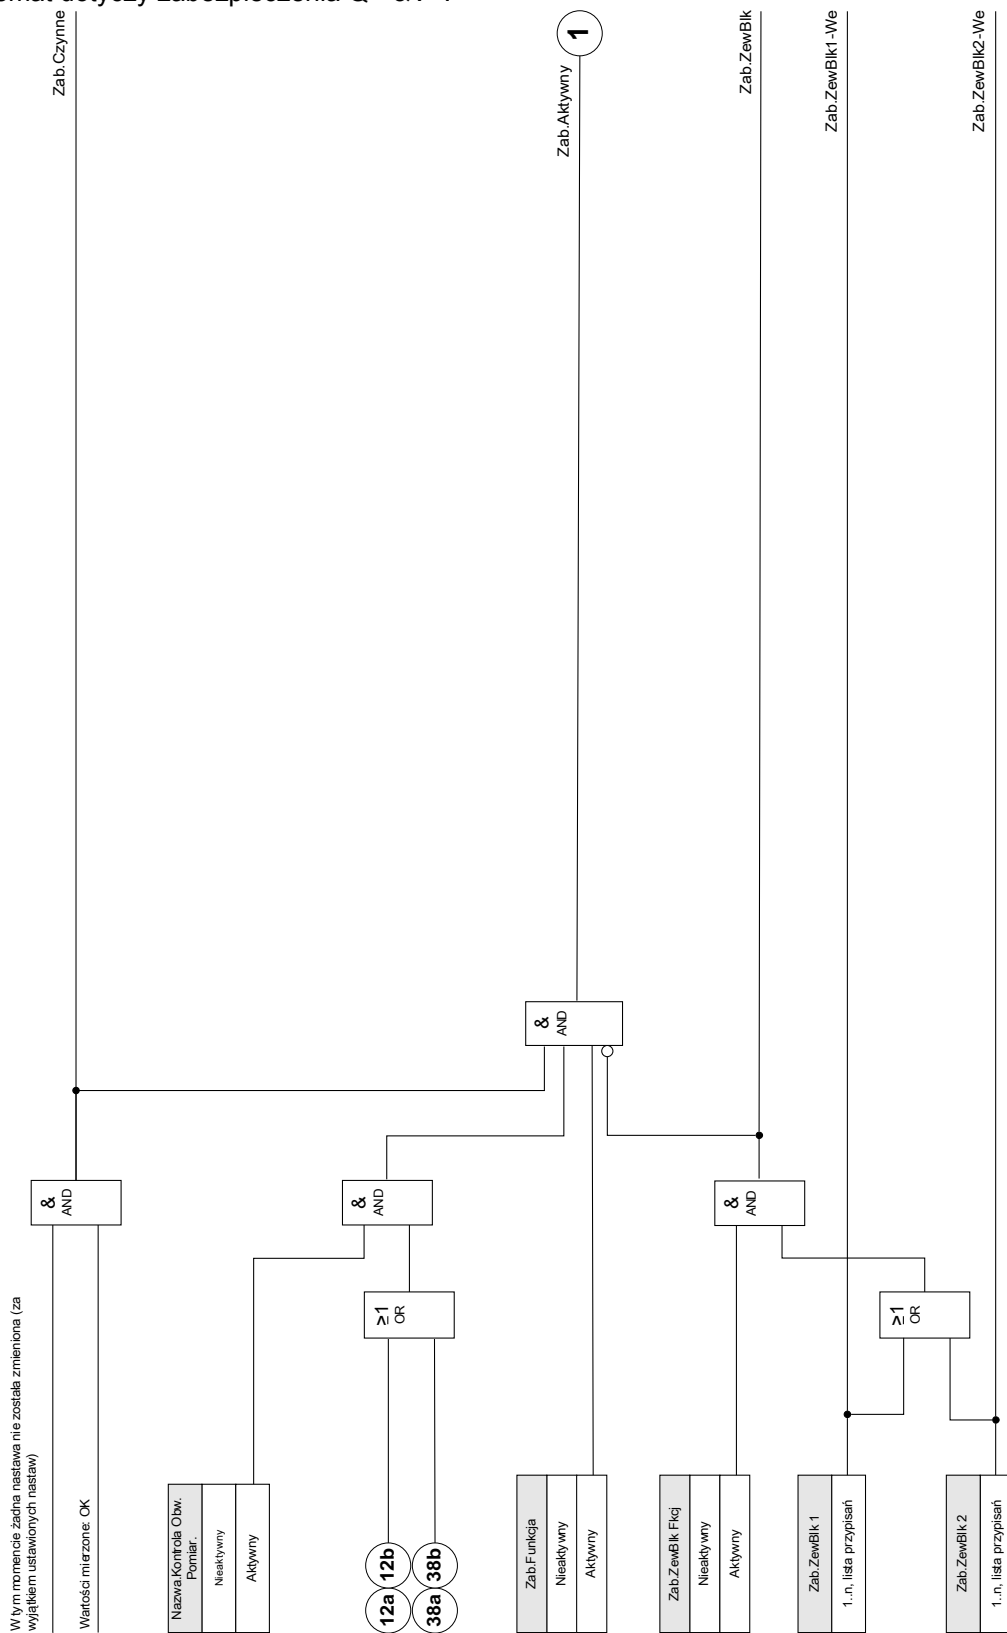 Zab.Czynne
Zab.Aktywny
1
Zab.ZewBlk
Zab.ZewBlk1-We
Zab.ZewBlk2-We
&
AND
&
AND
&
AND
&
AND
≥1
OR
≥1
OR
W tym momencie żadna nastawa nie została zmieniona (za
wyjątkiem ustawionych nastaw)
Wartości mierzone: OK
Nazwa.Kontrola Obw.
Pomiar.
Nieaktywny
Aktywny
12a 12b
38a 38b
Zab.Funkcja
Nieaktywny
Aktywny
Zab.ZewBlk Fkcj
Nieaktywny
Aktywny
Zab.ZewBlk 1
1..n, lista przypisań
Zab.ZewBlk 2
1..n, lista przypisań